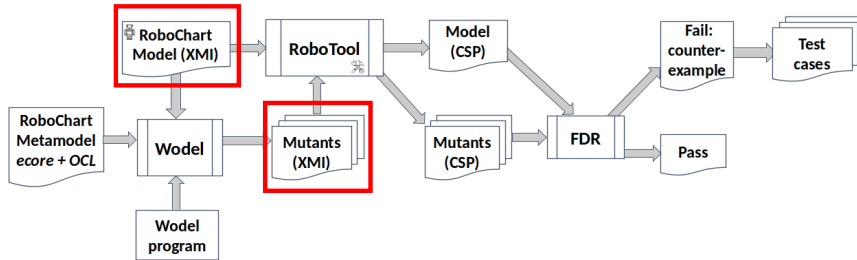 RoboChart
Model (XMI)
RoboTool
Model
(CSP)
Fail:
counter-
example
Test
cases
RoboChart
Metamodel
ecore + OCL
Wodel
Mutants
(XMI)
Mutants
(CSP)
FDR
Pass
Wodel
program